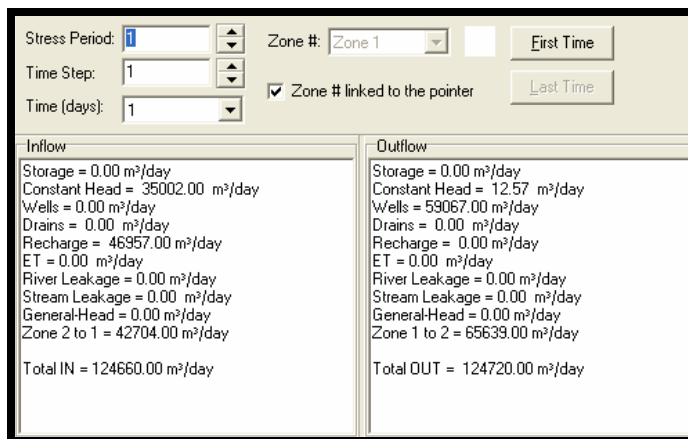 Stress Period: 1 Zone #: Zone 1 First Time
Time Step: 1 Zone # linked to the pointer Last Time
Time (days): 1
Inflow
Storage = 0.00 m³/day
Constant Head = 35002.00 m³/day
Wells = 0.00 m³/day
Drains = 0.00 m³/day
Recharge = 46957.00 m³/day
ET = 0.00 m³/day
River Leakage = 0.00 m³/day
Stream Leakage = 0.00 m³/day
General-Head = 0.00 m³/day
Zone 2 to 1 = 42704.00 m³/day
Total IN = 124660.00 m³/day
Outflow
Storage = 0.00 m³/day
Constant Head = 12.57 m³/day
Wells = 59067.00 m³/day
Drains = 0.00 m³/day
Recharge = 0.00 m³/day
ET = 0.00 m³/day
River Leakage = 0.00 m³/day
Stream Leakage = 0.00 m³/day
General-Head = 0.00 m³/day
Zone 1 to 2 = 65639.00 m³/day
Total OUT = 124720.00 m³/day